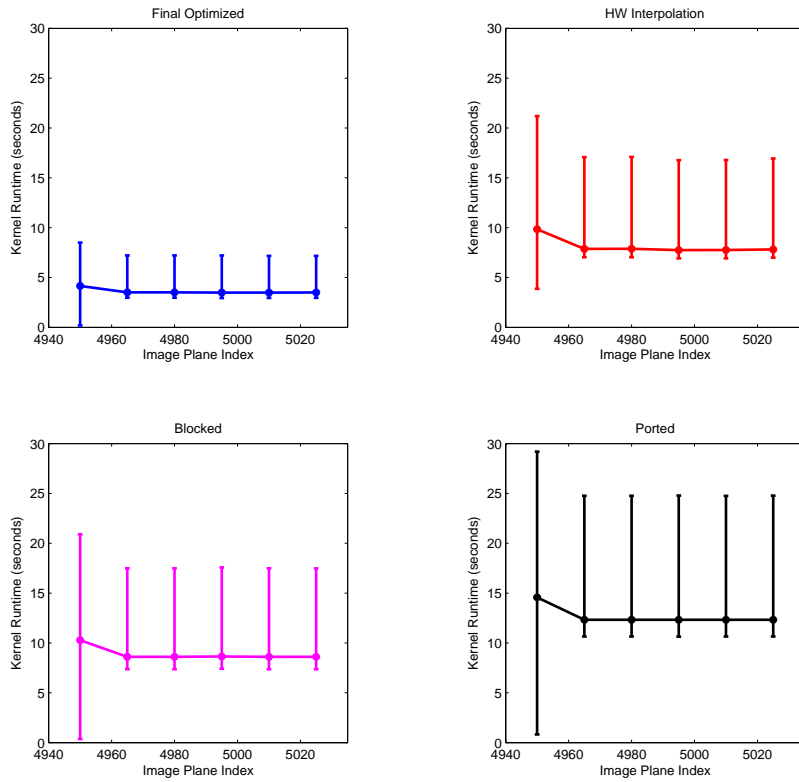 Final Optimized
30
25
20
15
10
5
0
Kernel Runtime (seconds)
4940 4960 4980 5000 5020
Image Plane Index
HW Interpolation
30
25
20
15
10
5
0
Kernel Runtime (seconds)
4940 4960 4980 5000 5020
Image Plane Index
Blocked
30
25
20
15
10
5
0
Kernel Runtime (seconds)
4940 4960 4980 5000 5020
Image Plane Index
Ported
30
25
20
15
10
5
0
Kernel Runtime (seconds)
4940 4960 4980 5000 5020
Image Plane Index